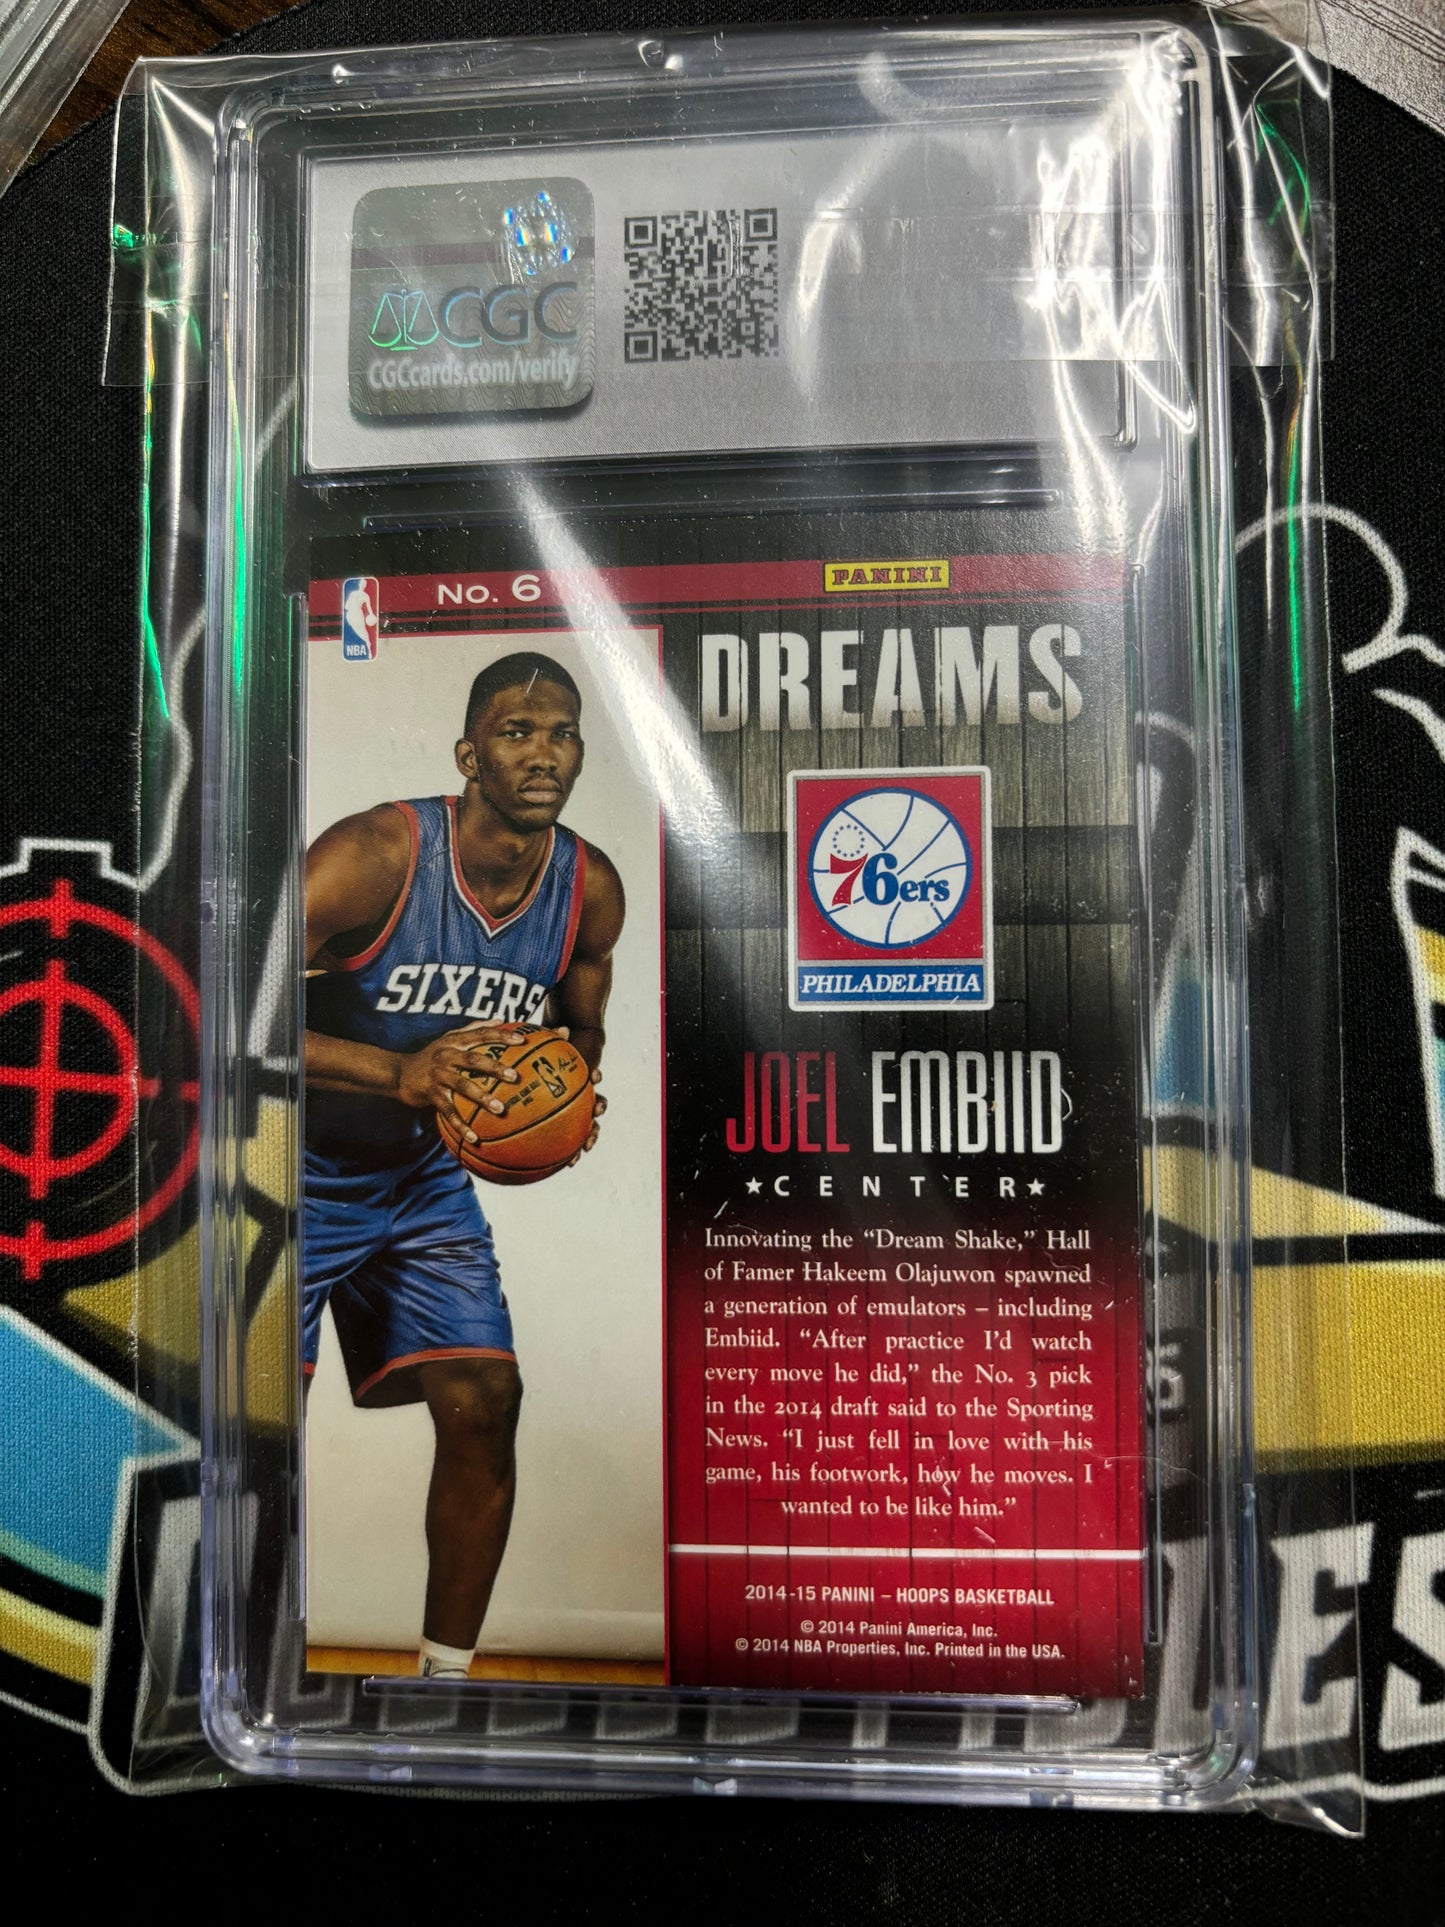 CGC
CGCcards.com/verify
No. 6
PANINI
NBA
DREAMS
76ers
PHILADELPHIA
SIXERS
JOEL EMBIID
★CENTER★
Innovating the “Dream Shake,” Hall
of Famer Hakeem Olajuwon spawned
a generation of emulators – including
Embiid. “After practice I’d watch
every move he did,” the No. 3 pick
in the 2014 draft said to the Sporting
News. “I just fell in love with his
game, his footwork, how he moves. I
wanted to be like him.”
2014-15 PANINI – HOOPS BASKETBALL
© 2014 Panini America, Inc.
© 2014 NBA Properties, Inc. Printed in the USA.